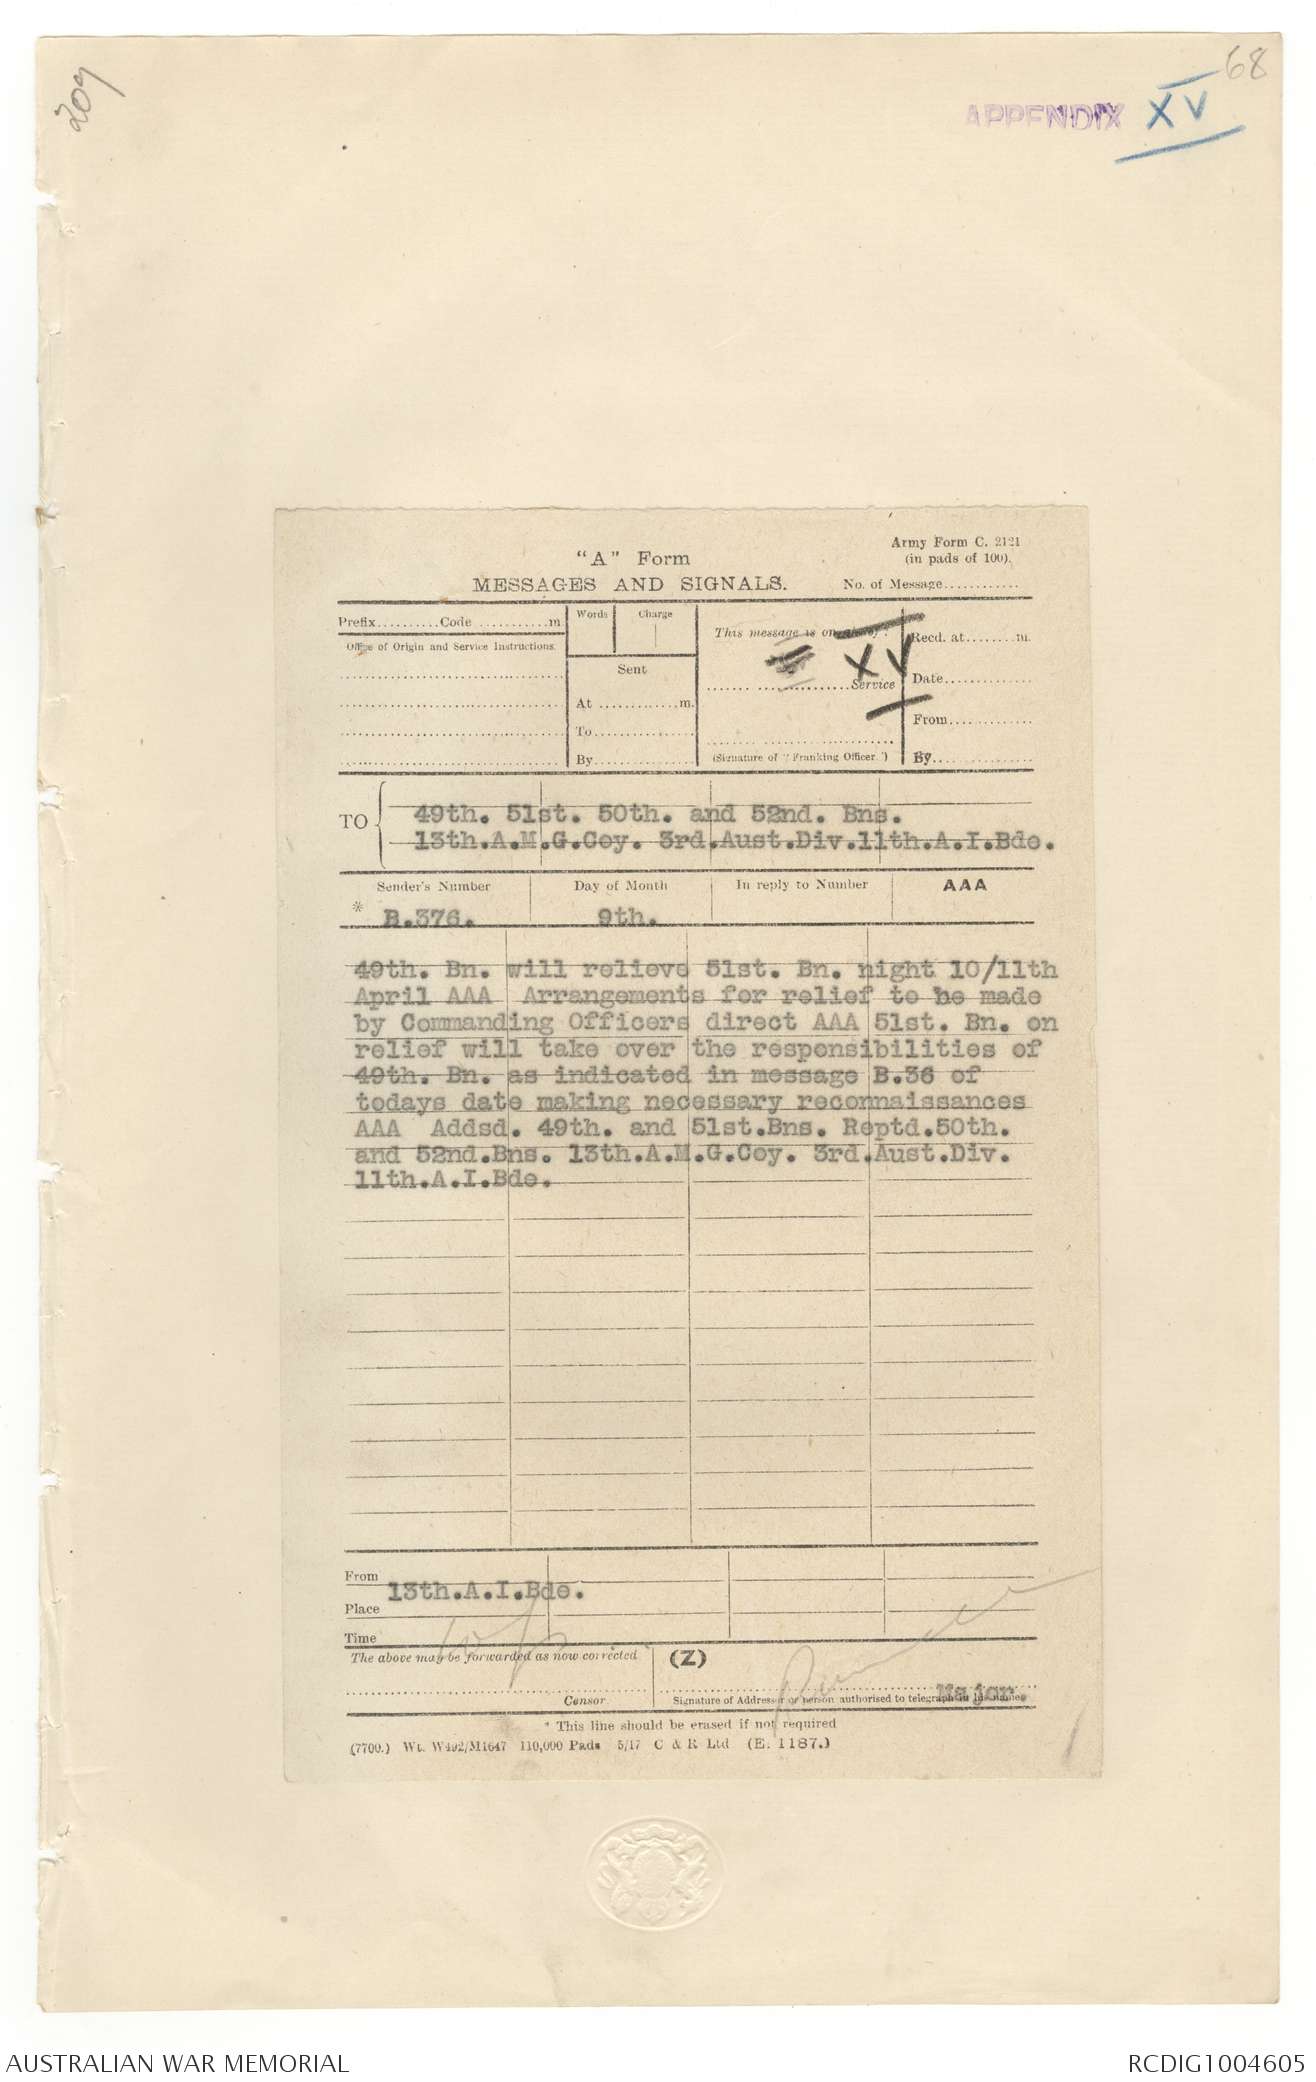 209
68
APPENDIX XV
"A" Form
Army Form C. 2121
(in pads of 100).
MESSAGES AND SIGNALS.
No. of Message............
Prefix..........Code ............m
Words
Charge
This message is on
Recd. at........m.
Office of Origin and Service Instructions.
XV
Sent
Service
Date..............
At .............m.
From.............
To.................
By.................
(Signature of "Franking Officer.")
By.................
TO
49th. 51st. 50th. and 52nd. Bns.
13th.A.M.G.Coy. 3rd.Aust.Div.11th.A.I.Bde.
Sender's Number
Day of Month
In reply to Number
AAA
* B.376.
9th.
49th. Bn. will relieve 51st. Bn. night 10/11th
April AAA Arrangements for relief to be made
by Commanding Officers direct AAA 51st. Bn. on
relief will take over the responsibilities of
49th. Bn. as indicated in message B.36 of
todays date making necessary reconnaissances
AAA Addsd. 49th. and 51st.Bns. Reptd.50th.
and 52nd.Bns. 13th.A.M.G.Coy. 3rd.Aust.Div.
11th.A.I.Bde.
From
13th.A.I.Bde.
Place
Time
The above may be forwarded as now corrected
(Z)
Censor
Signature of Addressor or person authorised to telegraph in his name
Major.
* This line should be erased if not required
(7700.) Wt. W492/M1647 110,000 Pads 5/17 C & R Ltd (E. 1187.)
AUSTRALIAN WAR MEMORIAL
RCDIG1004605